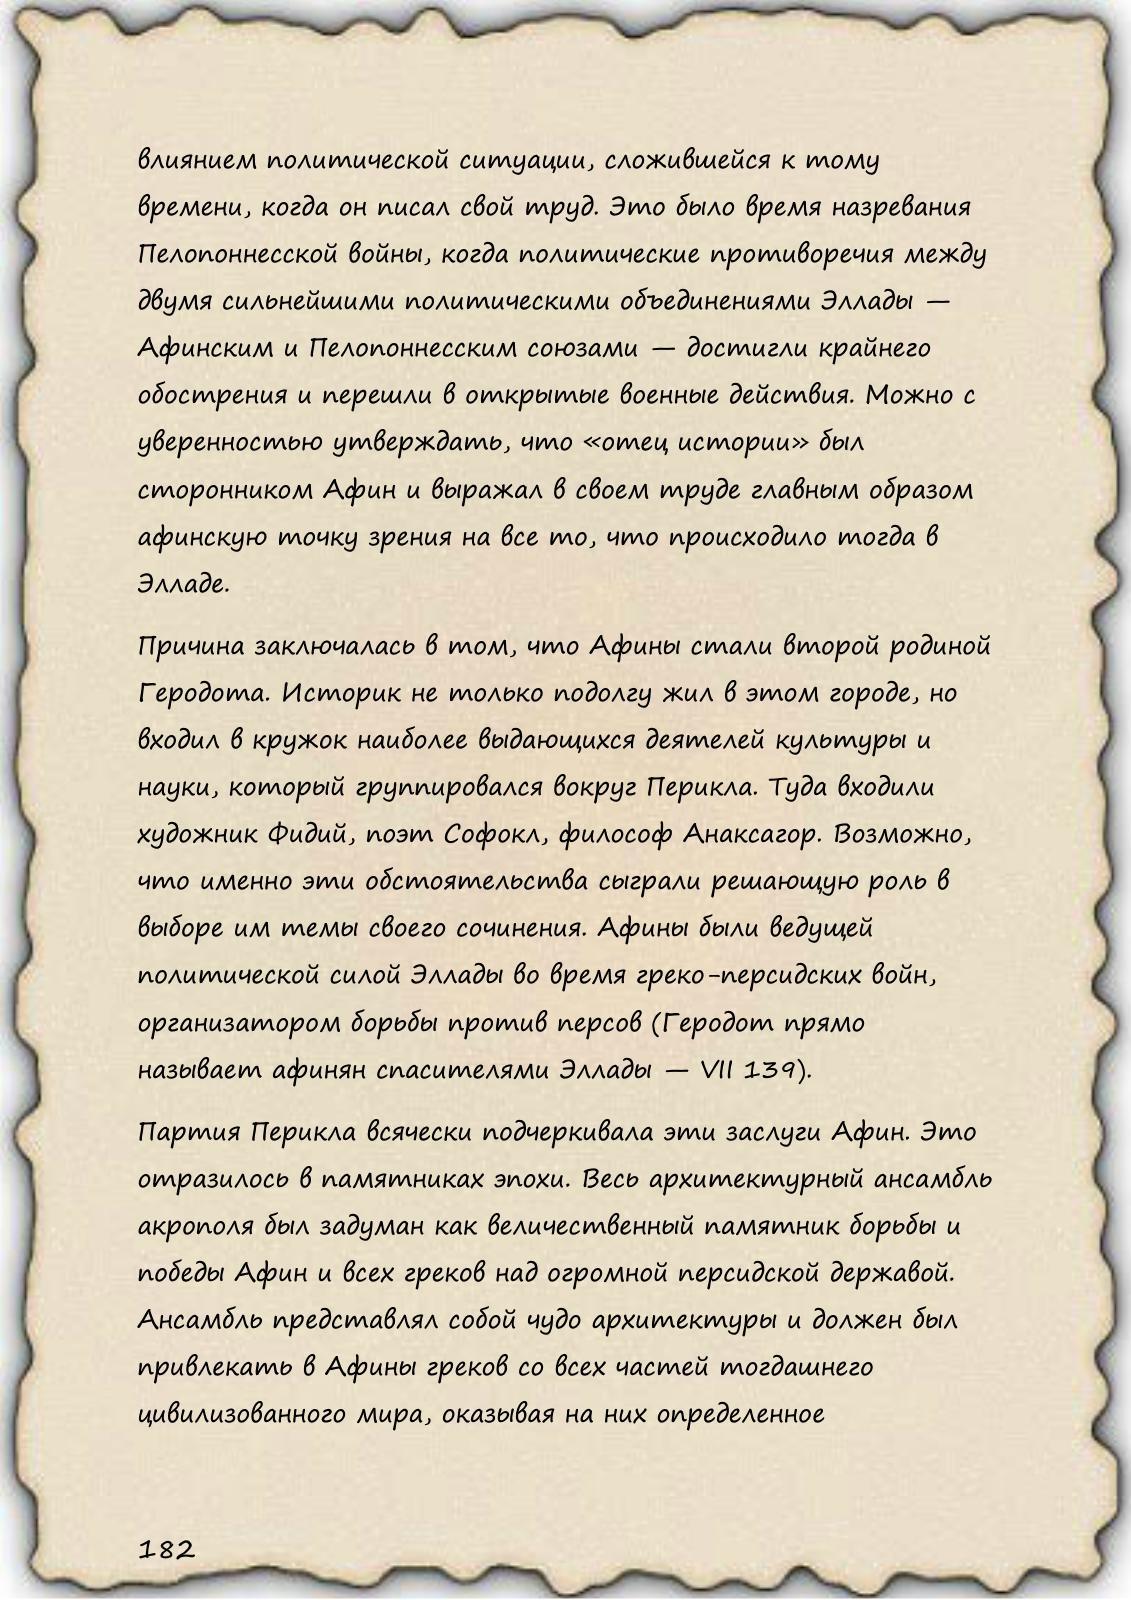 влиянием политической ситуации, сложившейся к тому
времени, когда он писал свой труд. Это было время назревания
Пелопоннесской войны, когда политические противоречия между
двумя сильнейшими политическими объединениями Эллады —
Афинским и Пелопоннесским союзами — достигли крайнего
обострения и перешли в открытые военные действия. Можно с
уверенностью утверждать, что «отец истории» был
сторонником Афин и выражал в своем труде главным образом
афинскую точку зрения на все то, что происходило тогда в
Элладе.
Причина заключалась в том, что Афины стали второй родиной
Геродота. Историк не только подолгу жил в этом городе, но
входил в кружок наиболее выдающихся деятелей культуры и
науки, который группировался вокруг Перикла. Туда входили
художник Фидий, поэт Софокл, философ Анаксагор. Возможно,
что именно эти обстоятельства сыграли решающую роль в
выборе им темы своего сочинения. Афины были ведущей
политической силой Эллады во время греко-персидских войн,
организатором борьбы против персов (Геродот прямо
называет афинян спасителями Эллады — VII 139).
Партия Перикла всячески подчеркивала эти заслуги Афин. Это
отразилось в памятниках эпохи. Весь архитектурный ансамбль
акрополя был задуман как величественный памятник борьбы и
победы Афин и всех греков над огромной персидской державой.
Ансамбль представлял собой чудо архитектуры и должен был
привлекать в Афины греков со всех частей тогдашнего
цивилизованного мира, оказывая на них определенное
182